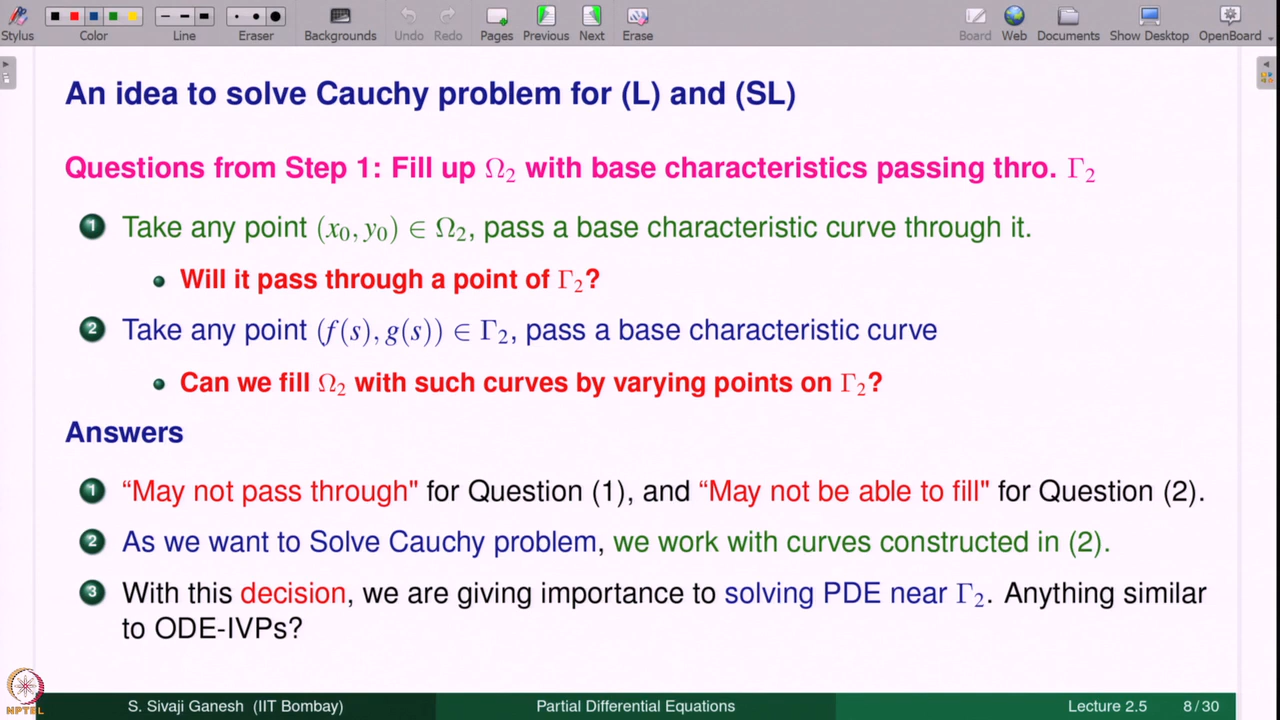 Stylus
Color
Line
Eraser
Backgrounds
Undo
Redo
Pages
Previous
Next
Erase
Board
Web
Documents
Show Desktop
OpenBoard
An idea to solve Cauchy problem for (L) and (SL)
Questions from Step 1: Fill up Ω₂ with base characteristics passing thro. Γ₂
1 Take any point (x₀, y₀) ∈ Ω₂, pass a base characteristic curve through it.
• Will it pass through a point of Γ₂?
2 Take any point (f(s), g(s)) ∈ Γ₂, pass a base characteristic curve
• Can we fill Ω₂ with such curves by varying points on Γ₂?
Answers
1 “May not pass through" for Question (1), and “May not be able to fill" for Question (2).
2 As we want to Solve Cauchy problem, we work with curves constructed in (2).
3 With this decision, we are giving importance to solving PDE near Γ₂. Anything similar
to ODE-IVPs?
NPTEL
S. Sivaji Ganesh (IIT Bombay)
Partial Differential Equations
Lecture 2.5
8 / 30